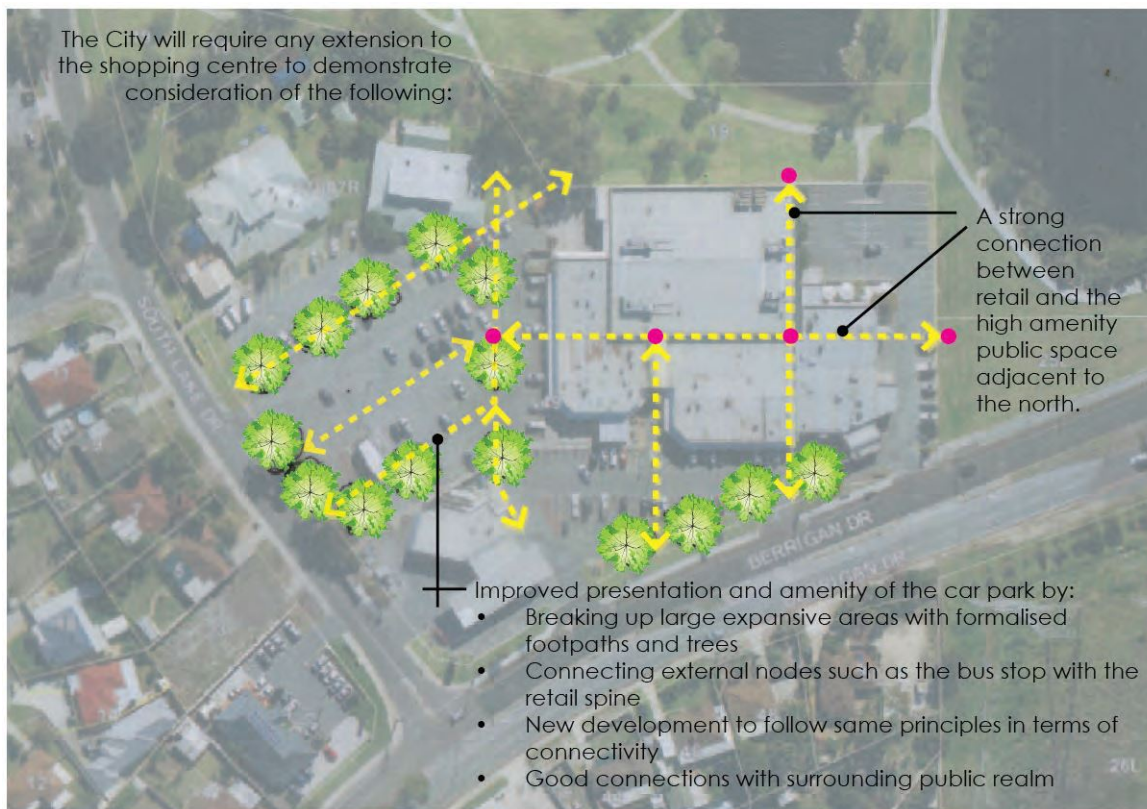 The City will require any extension to
the shopping centre to demonstrate
consideration of the following:
19
A strong
connection
between
retail and the
high amenity
public space
adjacent to
the north.
SOUTH LAKE DR
BERRIGAN DR
Improved presentation and amenity of the car park by:
• Breaking up large expansive areas with formalised
footpaths and trees
• Connecting external nodes such as the bus stop with the
retail spine
• New development to follow same principles in terms of
connectivity
• Good connections with surrounding public realm